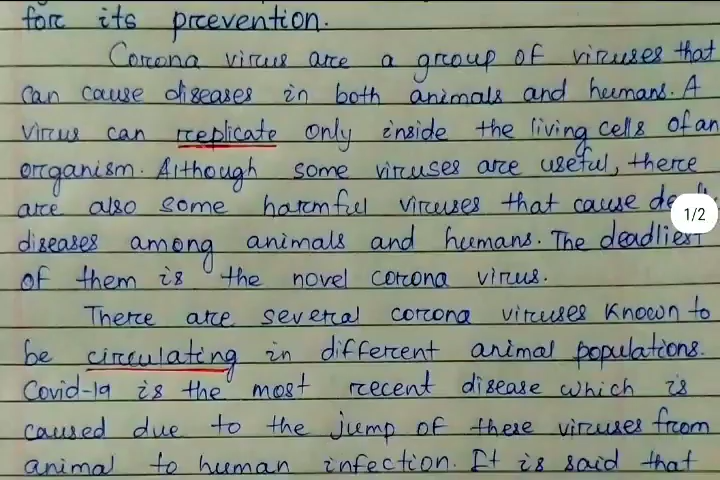 for its prevention.
Corona virus are a group of viruses that
can cause diseases in both animals and humans. A
virus can replicate only inside the living cells of an
organism. Although some viruses are useful, there
are also some harmful viruses that cause
1/2
diseases among animals and humans. The deadliest
of them is the novel corona virus.
There are several corona viruses known to
be circulating in different animal populations.
Covid-19 is the most recent disease which is
caused due to the jump of these viruses from
animal to human infection. It is said that